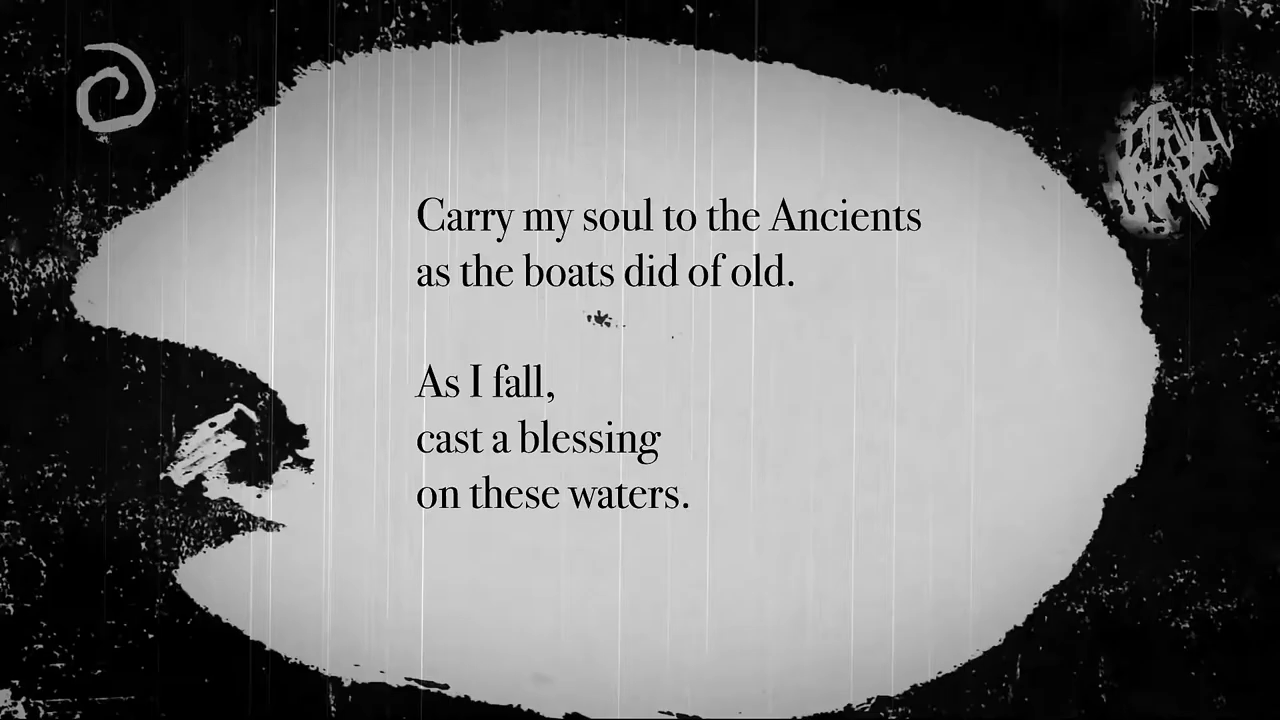 Carry my soul to the Ancients
as the boats did of old.
As I fall,
cast a blessing
on these waters.